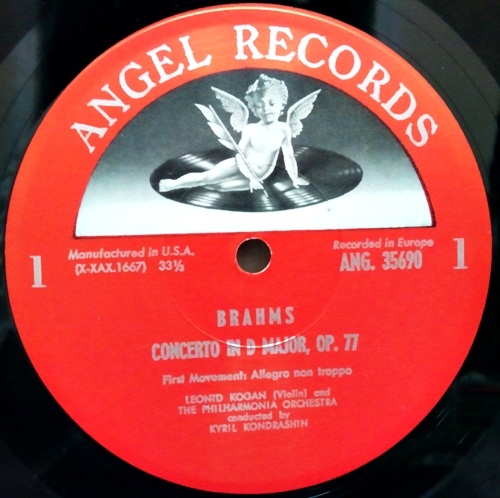 ANGEL RECORDS
1
Manufactured in U.S.A.
(X-XAX.1667) 33⅓
Recorded in Europe
ANG. 35690
1
BRAHMS
CONCERTO IN D MAJOR, OP. 77
First Movement: Allegro non troppo
LEONID KOGAN (Violin) and
THE PHILHARMONIA ORCHESTRA
conducted by
KYRIL KONDRASHIN